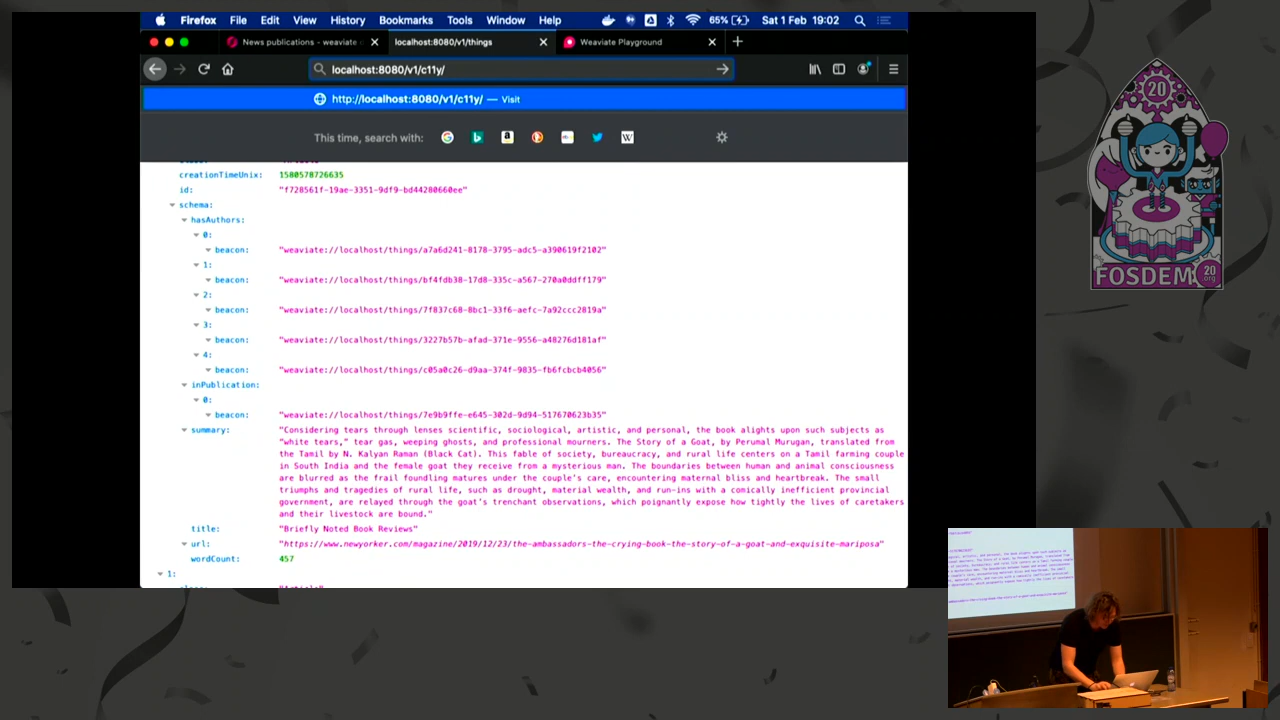 Firefox File Edit View History Bookmarks Tools Window Help 65% Sat 1 Feb 19:02
News publications - weaviate localhost:8080/v1/things Weaviate Playground
localhost:8080/v1/c11y/
http://localhost:8080/v1/c11y/ — Visit
This time, search with:
creationTimeUnix: 1580578726635
id: "f728561f-19ae-3351-9df9-bd44280660ee"
schema:
hasAuthors:
0:
beacon: "weaviate://localhost/things/a7a6d241-8178-3795-adc5-a390619f2102"
1:
beacon: "weaviate://localhost/things/bf4fdb38-17d8-335c-a567-270a0ddff179"
2:
beacon: "weaviate://localhost/things/7f837c68-8bc1-33f6-aefc-7a92ccc2819a"
3:
beacon: "weaviate://localhost/things/3227b57b-afad-371e-9556-a48276d181af"
4:
beacon: "weaviate://localhost/things/c05a0c26-d9aa-374f-9835-fb6fcbcb4056"
inPublication:
0:
beacon: "weaviate://localhost/things/7e9b9ffe-e645-302d-9d94-517670623b35"
summary: "Considering tears through lenses scientific, sociological, artistic, and personal, the book alights upon such subjects as
"white tears," tear gas, weeping ghosts, and professional mourners. The Story of a Goat, by Perumal Murugan, translated from
the Tamil by N. Kalyan Raman (Black Cat). This fable of society, bureaucracy, and rural life centers on a Tamil farming couple
in South India and the female goat they receive from a mysterious man. The boundaries between human and animal consciousness
are blurred as the frail foundling matures under the couple's care, encountering maternal bliss and heartbreak. The small
triumphs and tragedies of rural life, such as drought, material wealth, and run-ins with a comically inefficient provincial
government, are relayed through the goat's trenchant observations, which poignantly expose how tightly the lives of caretakers
and their livestock are bound."
title: "Briefly Noted Book Reviews"
url: "https://www.newyorker.com/magazine/2019/12/23/the-ambassadors-the-crying-book-the-story-of-a-goat-and-exquisite-mariposa"
wordCount: 457
1:
20
FOSDEM 20
.org